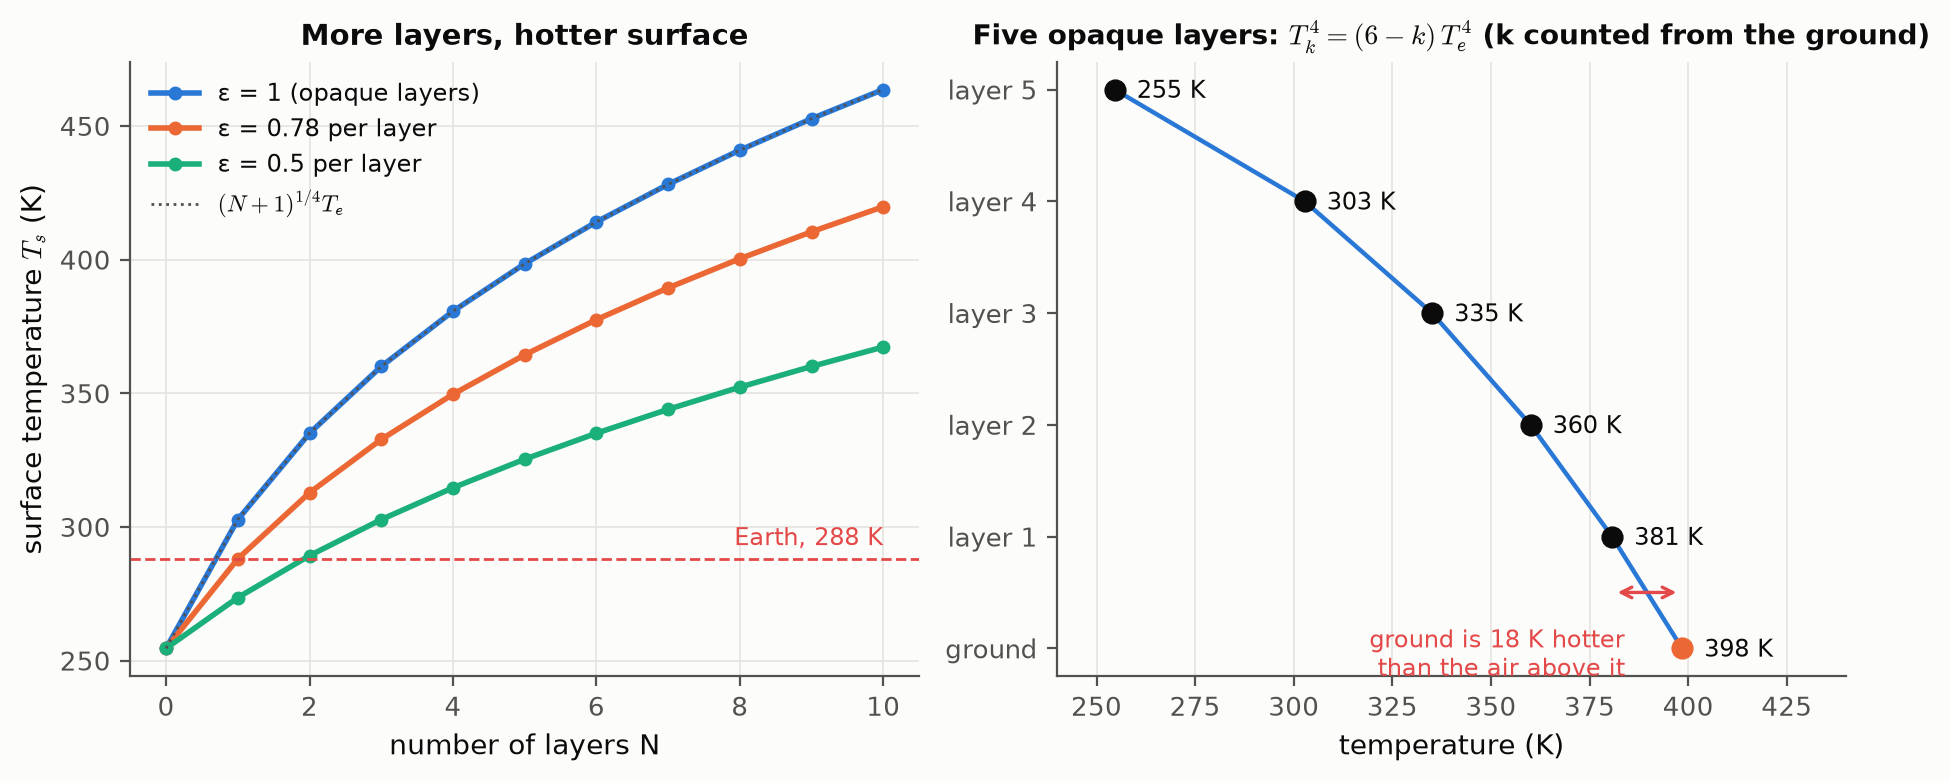 More layers, hotter surface
ε = 1 (opaque layers)
ε = 0.78 per layer
ε = 0.5 per layer
$(N+1)^{1/4}T_e$
surface temperature $T_s$ (K)
450
400
350
300
250
Earth, 288 K
0 2 4 6 8 10
number of layers N
Five opaque layers: $T_k^4 = (6-k)\,T_e^4$ (k counted from the ground)
layer 5
255 K
layer 4
303 K
layer 3
335 K
layer 2
360 K
layer 1
381 K
ground is 18 K hotter
than the air above it
ground
398 K
250 275 300 325 350 375 400 425
temperature (K)